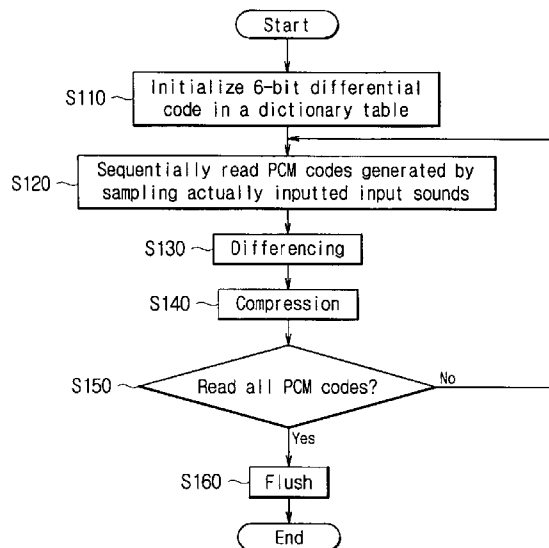 Start
S110
Initialize 6-bit differential
code in a dictionary table
S120
Sequentially read PCM codes generated by
sampling actually inputted input sounds
S130
Differencing
S140
Compression
S150
Read all PCM codes?
No
Yes
S160
Flush
End